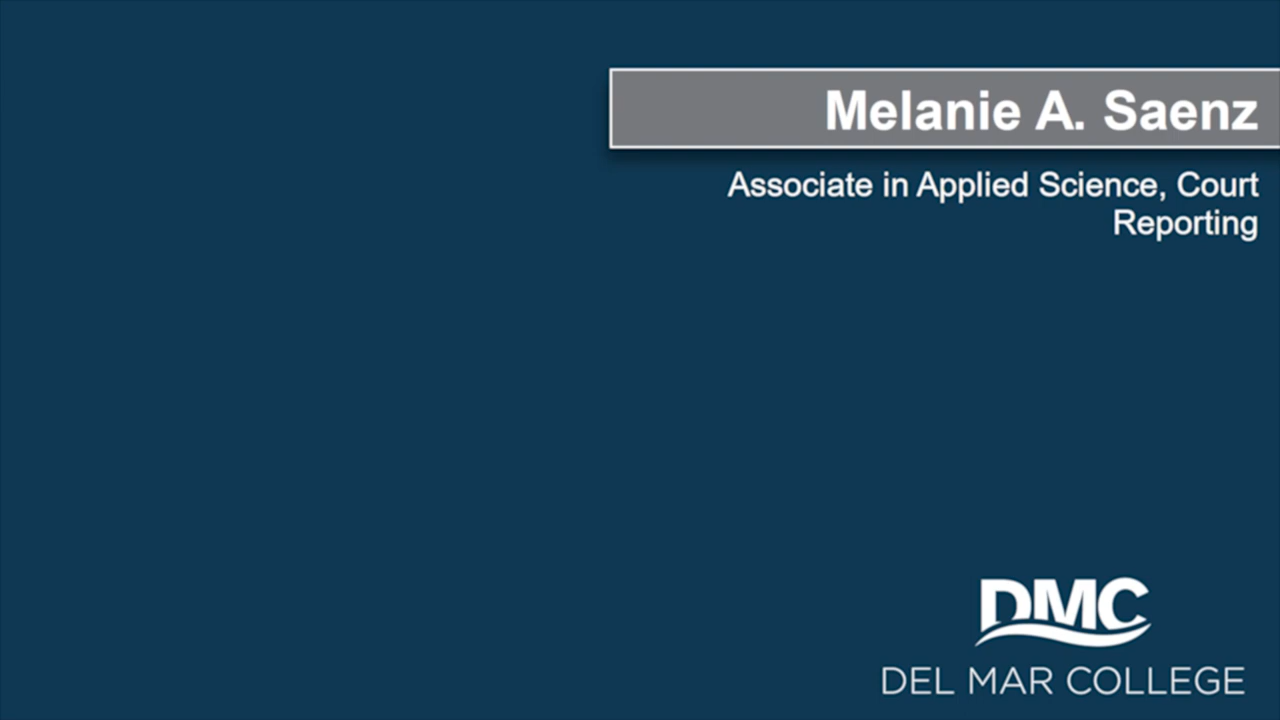 Melanie A. Saenz
Associate in Applied Science, Court
Reporting
DMC
DEL MAR COLLEGE